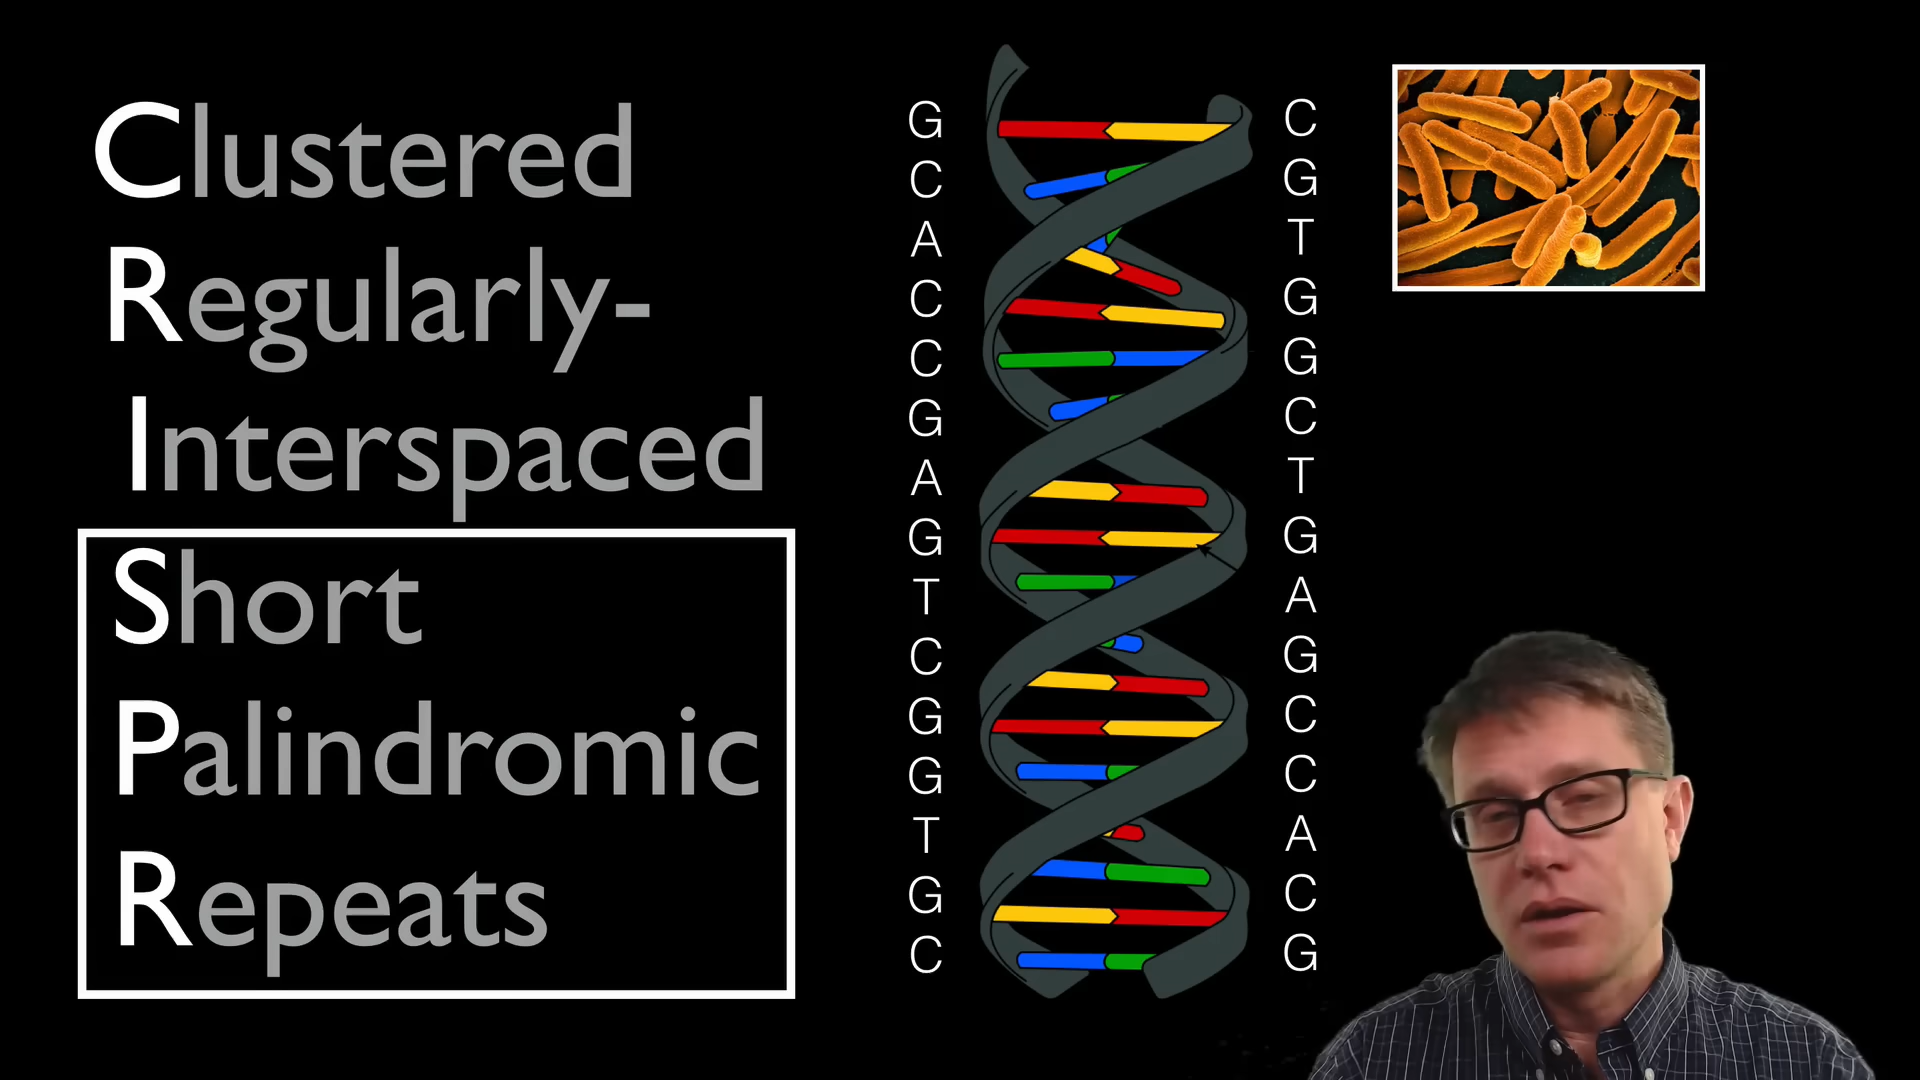 Clustered
Regularly-
Interspaced
Short
Palindromic
Repeats
G C
C G
A T
C G
C G
G C
A T
G G
T A
C G
G C
G C
T A
G C
C G